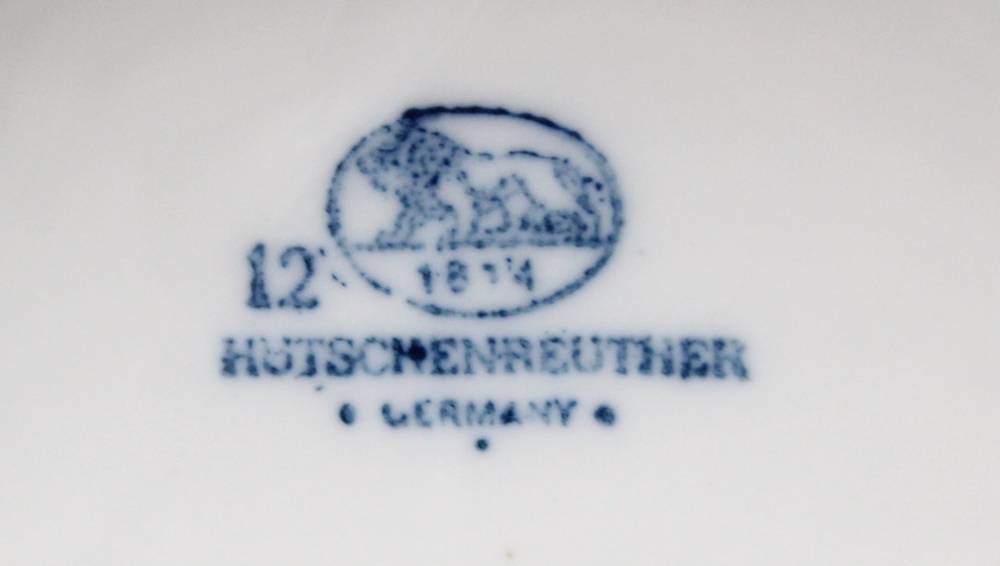 1814
12
HUTSCHENREUTHER
• GERMANY •